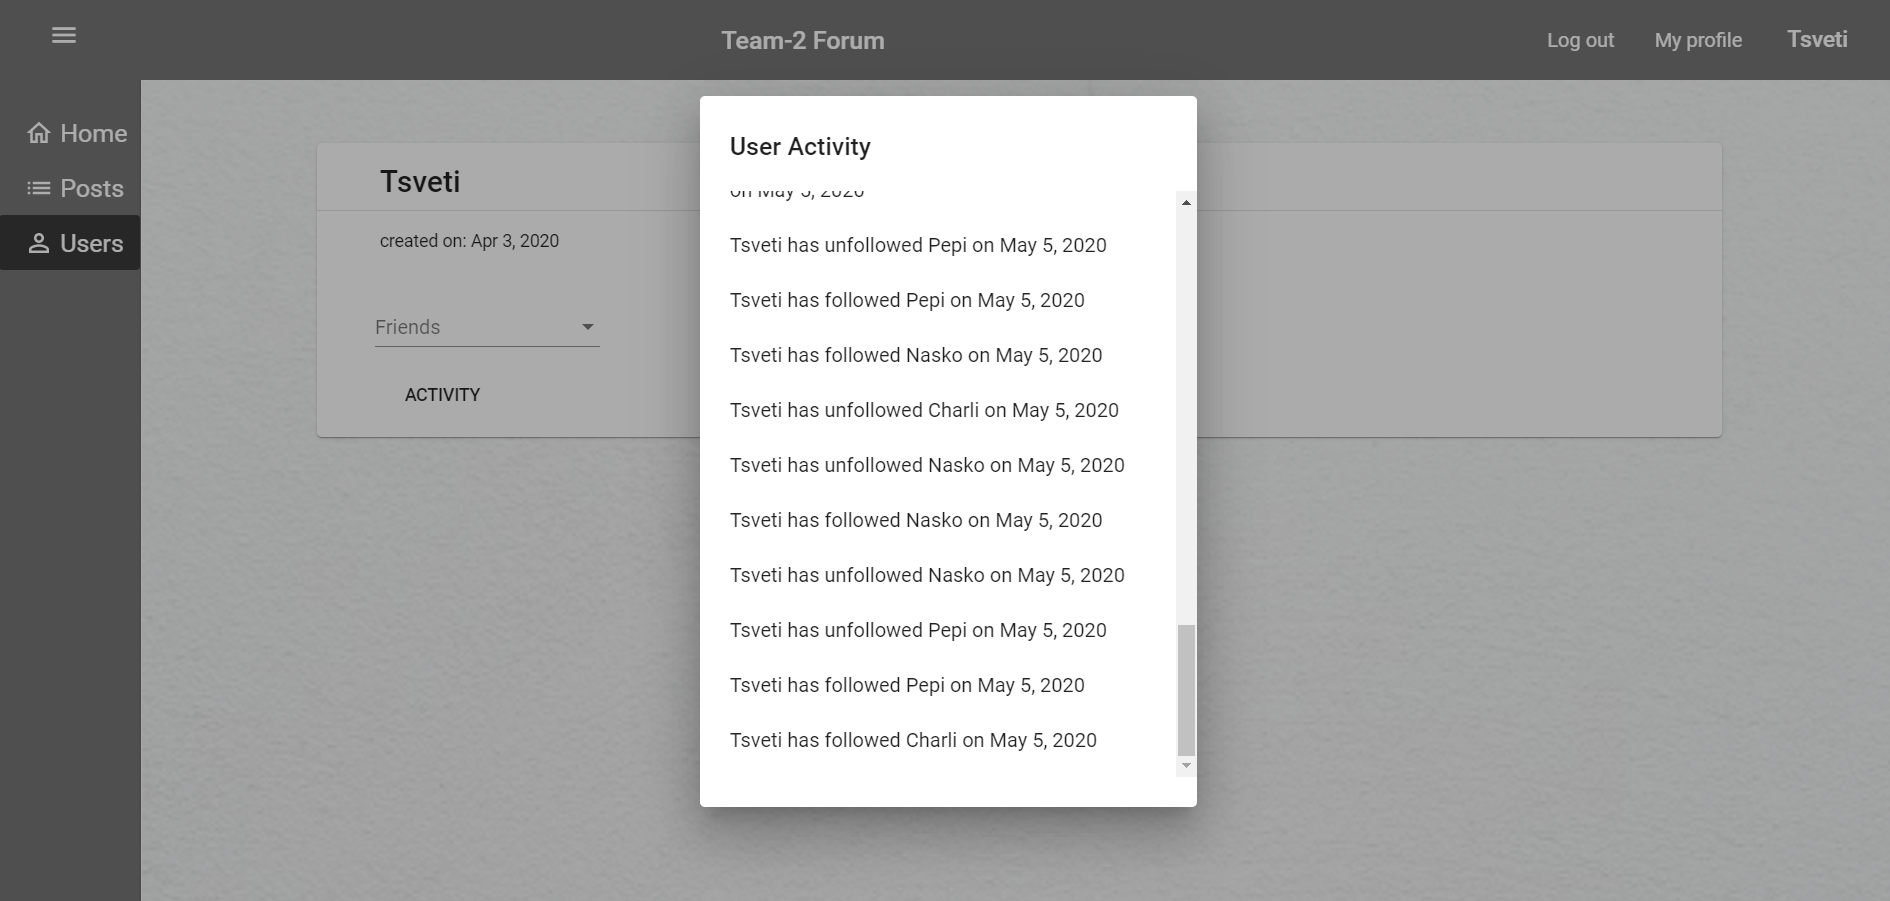 Team-2 Forum
Log out
My profile
Tsveti
Home
Posts
Users
Tsveti
created on: Apr 3, 2020
Friends
ACTIVITY
User Activity
on May 5, 2020
Tsveti has unfollowed Pepi on May 5, 2020
Tsveti has followed Pepi on May 5, 2020
Tsveti has followed Nasko on May 5, 2020
Tsveti has unfollowed Charli on May 5, 2020
Tsveti has unfollowed Nasko on May 5, 2020
Tsveti has followed Nasko on May 5, 2020
Tsveti has unfollowed Nasko on May 5, 2020
Tsveti has unfollowed Pepi on May 5, 2020
Tsveti has followed Pepi on May 5, 2020
Tsveti has followed Charli on May 5, 2020